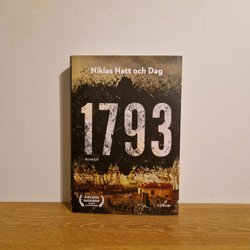 Niklas Natt och Dag
1793
ROMAN